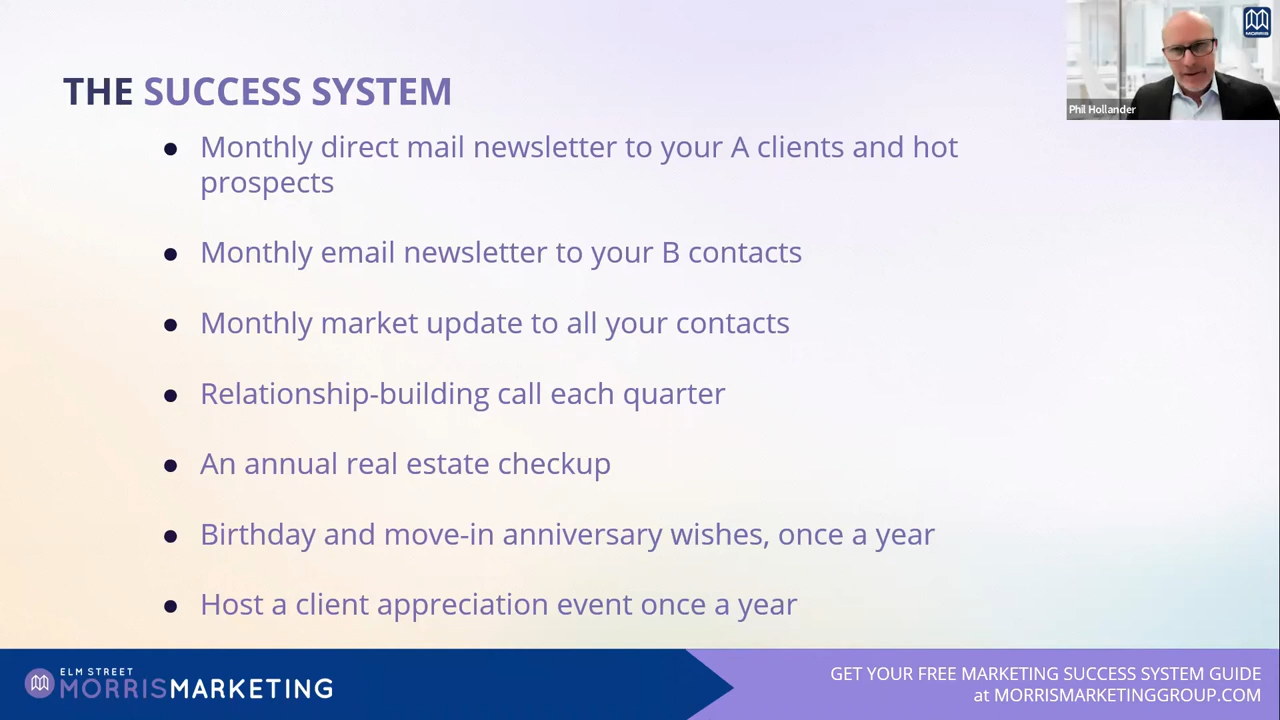 MORRIS
Phil Hollander
THE SUCCESS SYSTEM
● Monthly direct mail newsletter to your A clients and hot
prospects
● Monthly email newsletter to your B contacts
● Monthly market update to all your contacts
● Relationship-building call each quarter
● An annual real estate checkup
● Birthday and move-in anniversary wishes, once a year
● Host a client appreciation event once a year
ELM STREET
MORRISMARKETING
GET YOUR FREE MARKETING SUCCESS SYSTEM GUIDE
at MORRISMARKETINGGROUP.COM